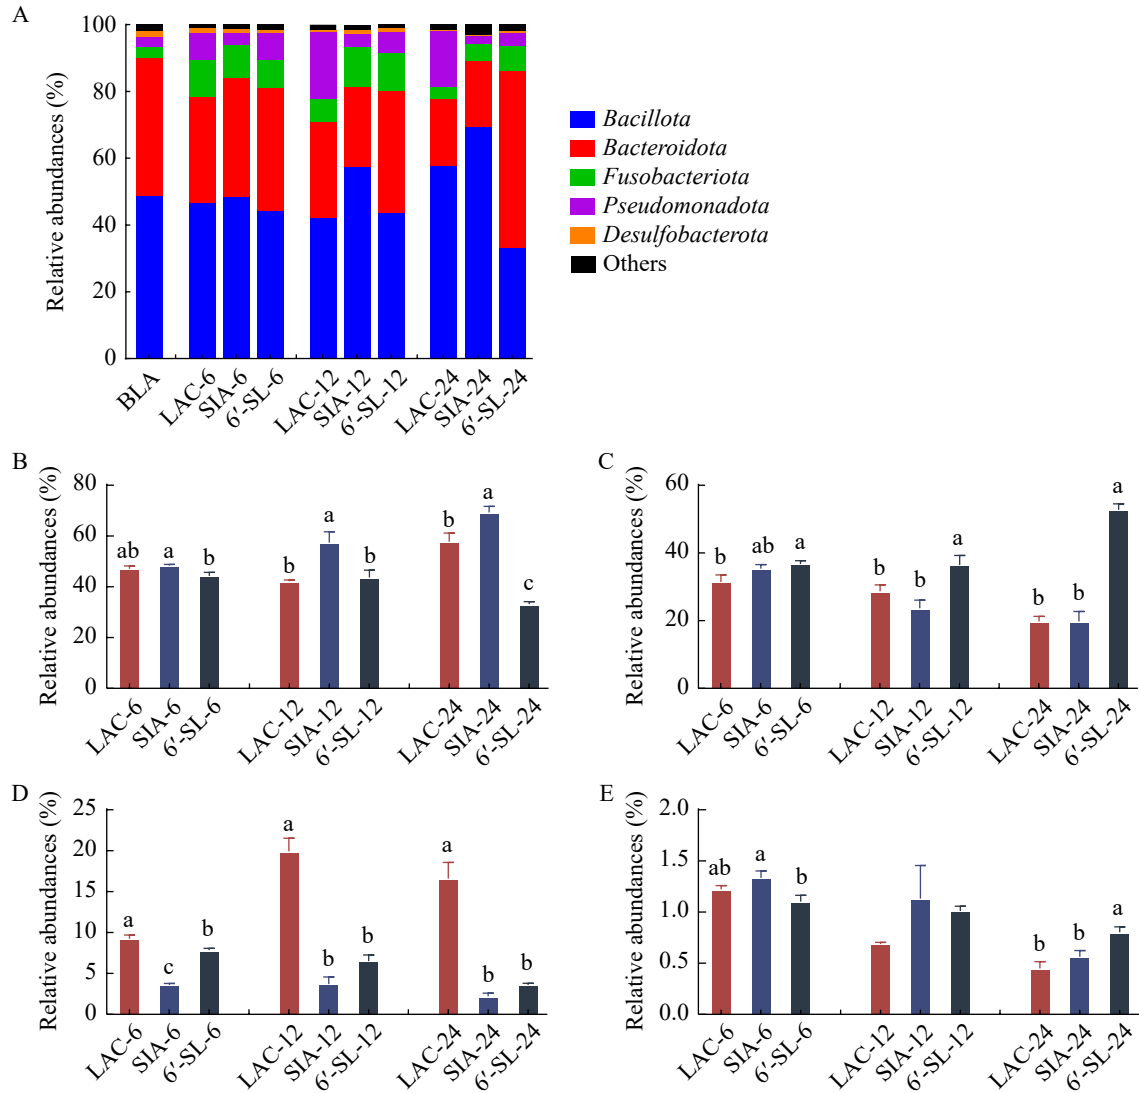 A
Relative abundances (%)
100
80
60
40
20
0
BLA
LAC-6
SIA-6
6′-SL-6
LAC-12
SIA-12
6′-SL-12
LAC-24
SIA-24
6′-SL-24
Bacillota
Bacteroidota
Fusobacteriota
Pseudomonadota
Desulfobacterota
Others
B
Relative abundances (%)
80
60
40
20
0
ab
a
b
b
a
b
b
a
c
LAC-6
SIA-6
6′-SL-6
LAC-12
SIA-12
6′-SL-12
LAC-24
SIA-24
6′-SL-24
C
Relative abundances (%)
60
40
20
0
b
ab
a
b
b
a
b
b
a
LAC-6
SIA-6
6′-SL-6
LAC-12
SIA-12
6′-SL-12
LAC-24
SIA-24
6′-SL-24
D
Relative abundances (%)
25
20
15
10
5
0
a
c
b
a
b
b
a
b
b
LAC-6
SIA-6
6′-SL-6
LAC-12
SIA-12
6′-SL-12
LAC-24
SIA-24
6′-SL-24
E
Relative abundances (%)
2.0
1.5
1.0
0.5
0.0
ab
a
b
b
b
a
LAC-6
SIA-6
6′-SL-6
LAC-12
SIA-12
6′-SL-12
LAC-24
SIA-24
6′-SL-24